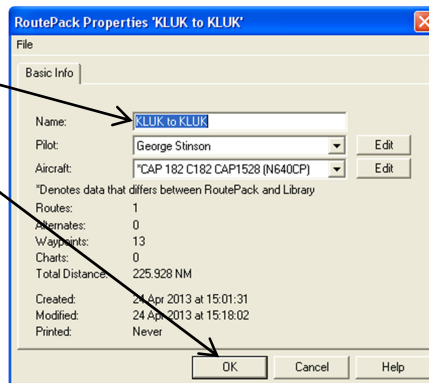 RoutePack Properties 'KLUK to KLUK'
File
Basic Info
Name: KLUK to KLUK
Pilot: George Stinson Edit
Aircraft: *CAP 182 C182 CAP1528 (N640CP) Edit
*Denotes data that differs between RoutePack and Library
Routes: 1
Alternates: 0
Waypoints: 13
Charts: 0
Total Distance: 225.928 NM
Created: 24 Apr 2013 at 15:01:31
Modified: 24 Apr 2013 at 15:18:02
Printed: Never
OK Cancel Help